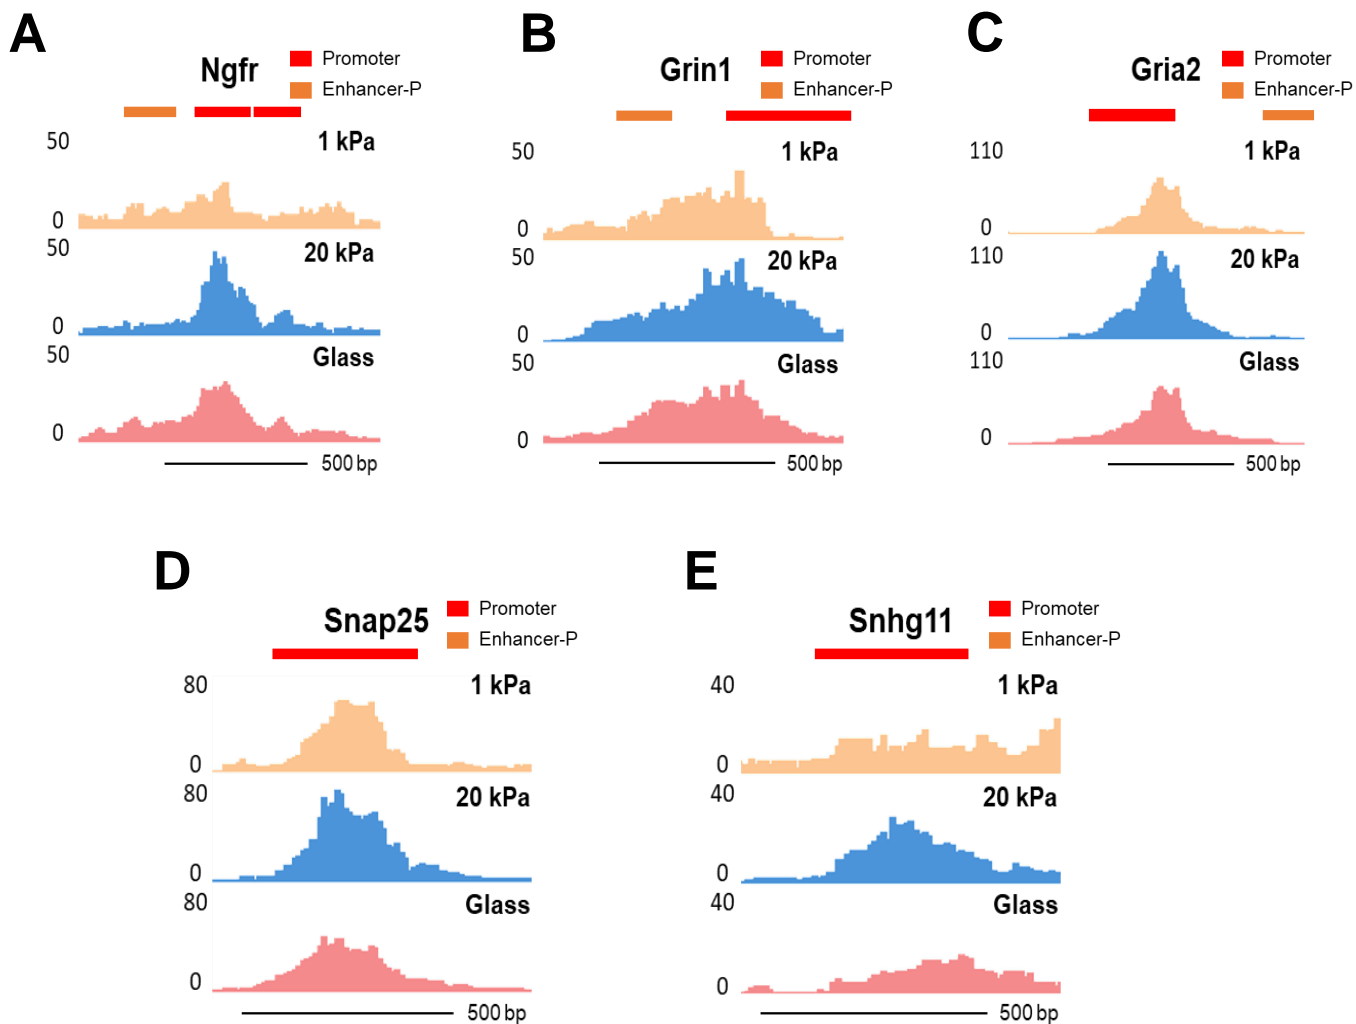 A
Ngfr
Promoter
Enhancer-P
50
1 kPa
0
50
20 kPa
0
50
Glass
0
500 bp
B
Grin1
Promoter
Enhancer-P
50
1 kPa
0
50
20 kPa
0
50
Glass
0
500 bp
C
Gria2
Promoter
Enhancer-P
110
1 kPa
0
110
20 kPa
0
110
Glass
0
500 bp
D
Snap25
Promoter
Enhancer-P
80
1 kPa
0
80
20 kPa
0
80
Glass
0
500 bp
E
Snhg11
Promoter
Enhancer-P
40
1 kPa
0
40
20 kPa
0
40
Glass
0
500 bp